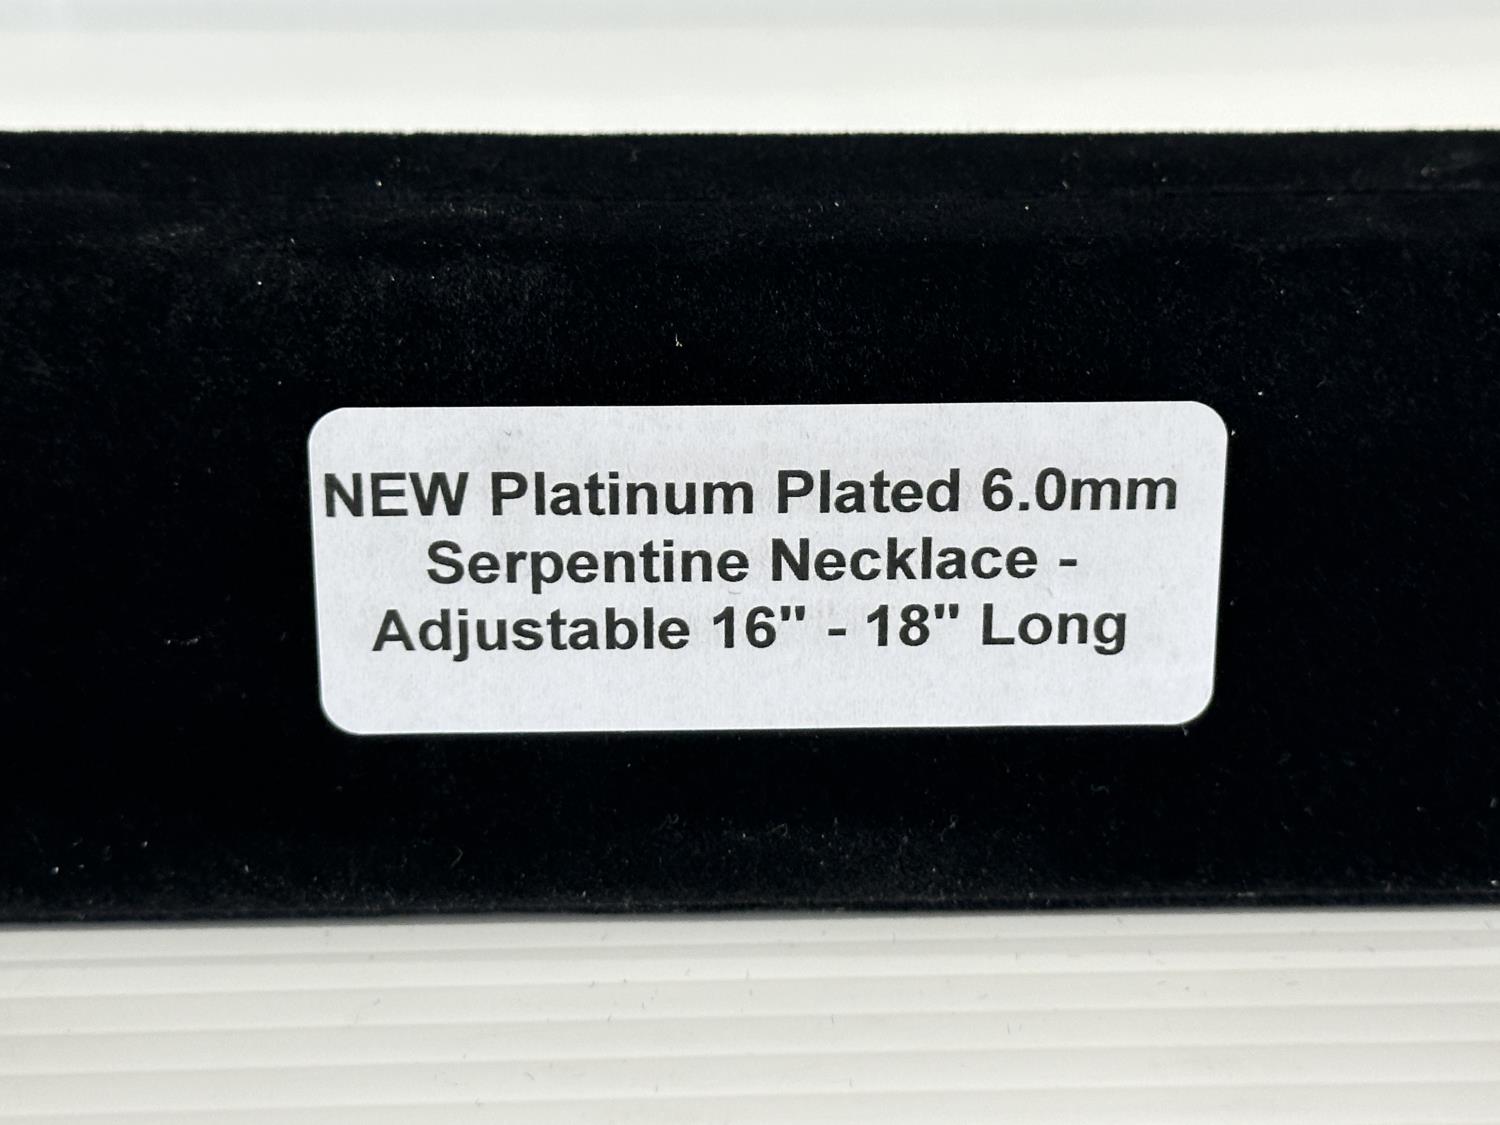 NEW Platinum Plated 6.0mm
Serpentine Necklace -
Adjustable 16" - 18" Long